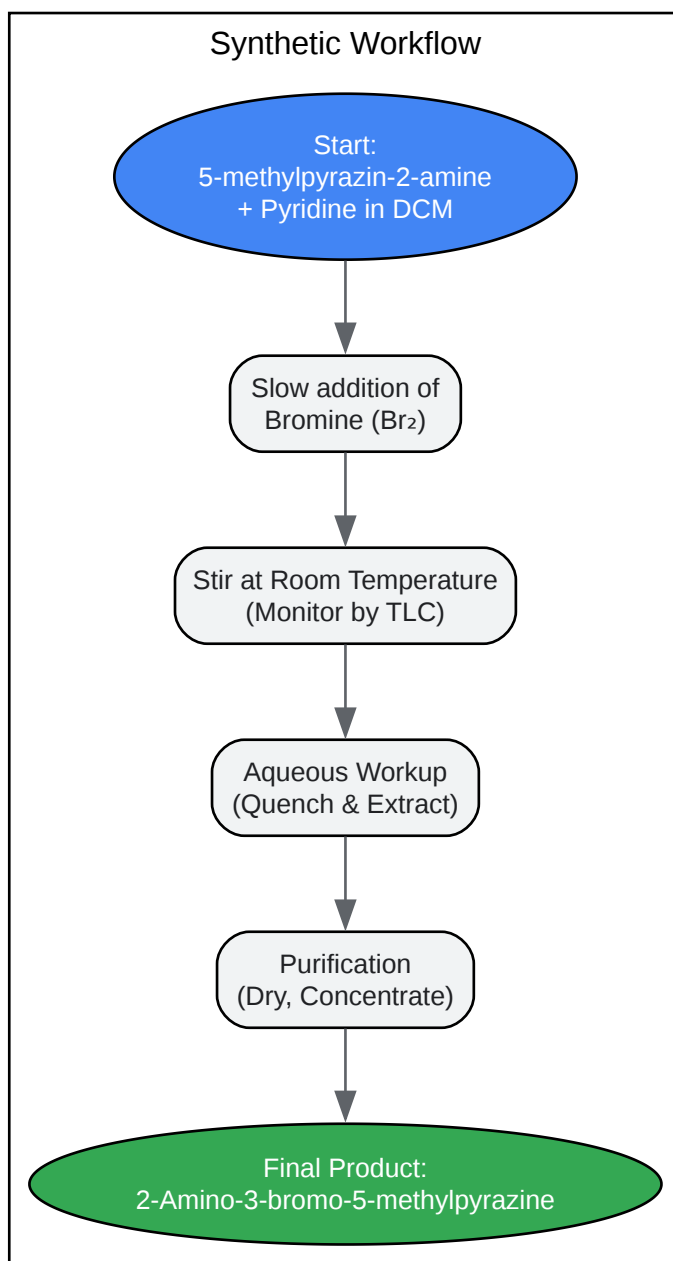 Synthetic Workflow
Start:
5-methylpyrazin-2-amine
+ Pyridine in DCM
Slow addition of
Bromine (Br₂)
Stir at Room Temperature
(Monitor by TLC)
Aqueous Workup
(Quench & Extract)
Purification
(Dry, Concentrate)
Final Product:
2-Amino-3-bromo-5-methylpyrazine